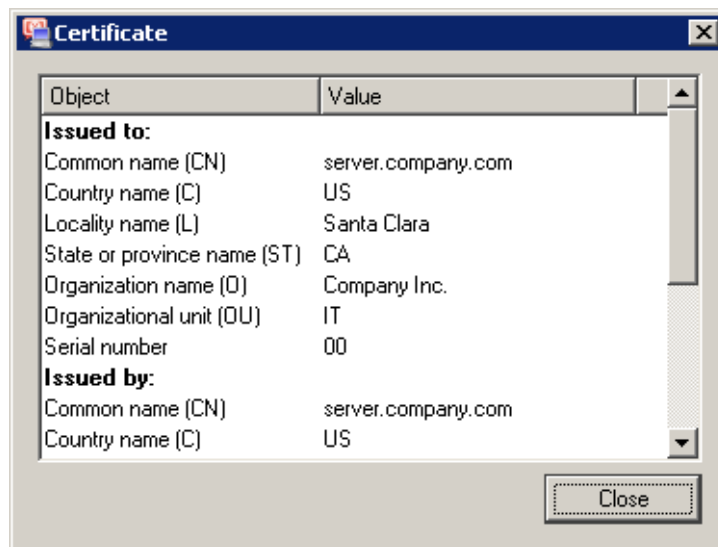 Certificate
Object Value
Issued to:
Common name (CN) server.company.com
Country name (C) US
Locality name (L) Santa Clara
State or province name (ST) CA
Organization name (O) Company Inc.
Organizational unit (OU) IT
Serial number 00
Issued by:
Common name (CN) server.company.com
Country name (C) US
Close